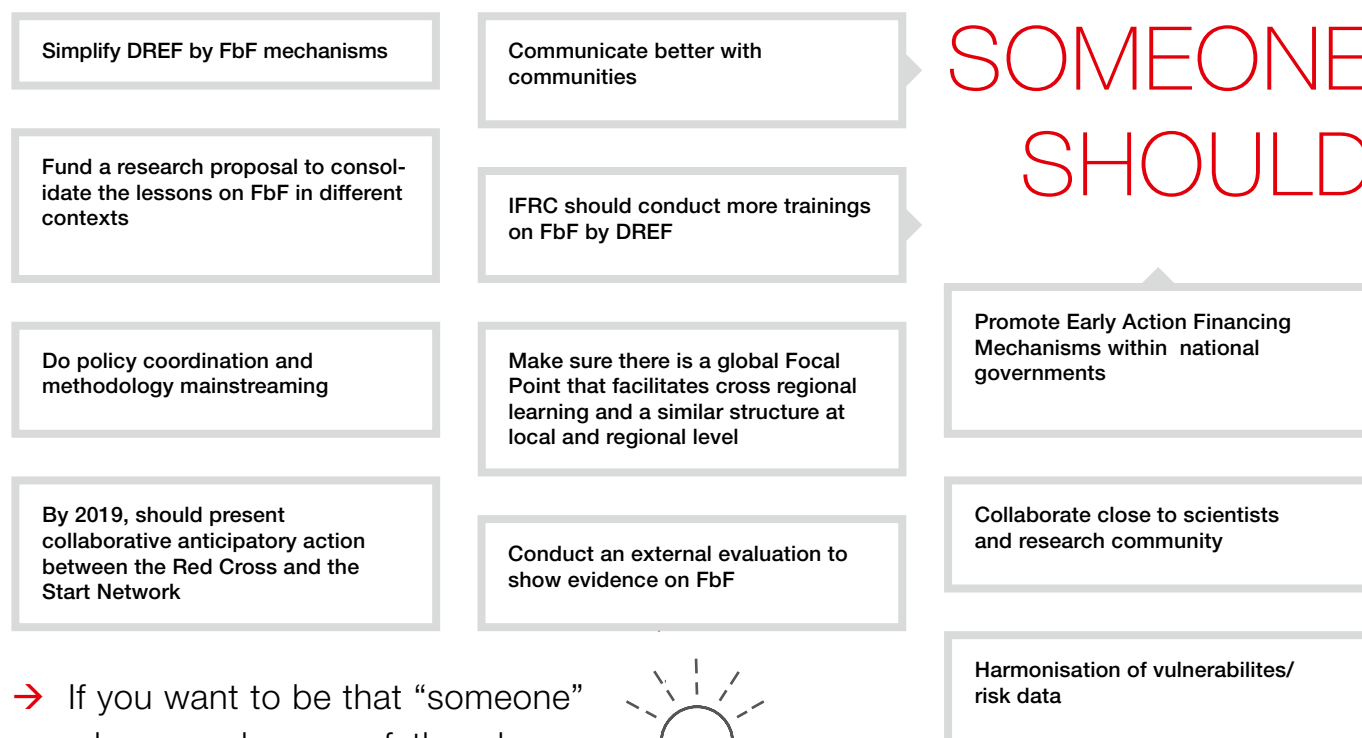 Simplify DREF by FbF mechanisms
Fund a research proposal to consol-
idate the lessons on FbF in different
contexts
Do policy coordination and
methodology mainstreaming
By 2019, should present
collaborative anticipatory action
between the Red Cross and the
Start Network
Communicate better with
communities
IFRC should conduct more trainings
on FbF by DREF
Make sure there is a global Focal
Point that facilitates cross regional
learning and a similar structure at
local and regional level
Conduct an external evaluation to
show evidence on FbF
SOMEONE
SHOULD
Promote Early Action Financing
Mechanisms within national
governments
Collaborate close to scientists
and research community
Harmonisation of vulnerabilites/
risk data
→ If you want to be that “someone”